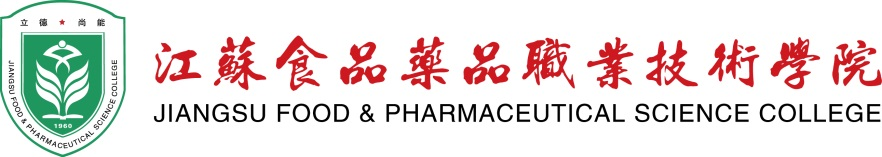 立德★尚能
JIANGSU FOOD & PHARMACEUTICAL SCIENCE COLLEGE
1960
江蘇食品藥品職業技術學院
JIANGSU FOOD & PHARMACEUTICAL SCIENCE COLLEGE